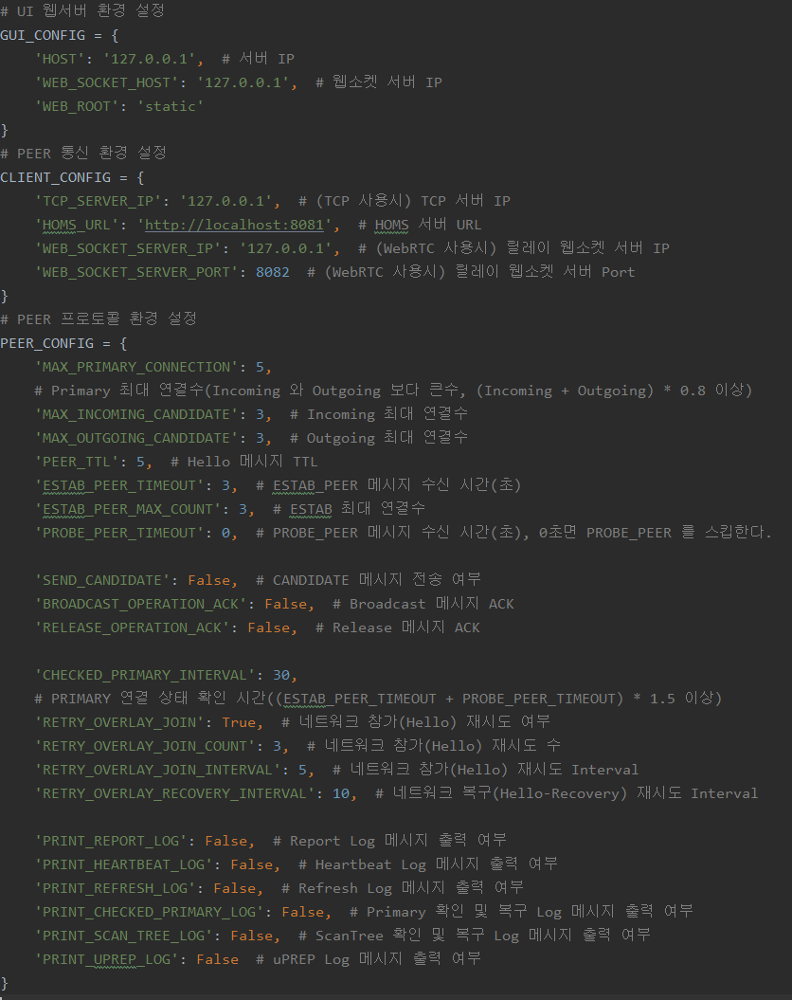 # UI 웹서버 환경 설정
GUI_CONFIG = {
    'HOST': '127.0.0.1',  # 서버 IP
    'WEB_SOCKET_HOST': '127.0.0.1',  # 웹소켓 서버 IP
    'WEB_ROOT': 'static'
}
# PEER 통신 환경 설정
CLIENT_CONFIG = {
    'TCP_SERVER_IP': '127.0.0.1',  # (TCP 사용시) TCP 서버 IP
    'HOMS_URL': 'http://localhost:8081',  # HOMS 서버 URL
    'WEB_SOCKET_SERVER_IP': '127.0.0.1',  # (WebRTC 사용시) 릴레이 웹소켓 서버 IP
    'WEB_SOCKET_SERVER_PORT': 8082  # (WebRTC 사용시) 릴레이 웹소켓 서버 Port
}
# PEER 프로토콜 환경 설정
PEER_CONFIG = {
    'MAX_PRIMARY_CONNECTION': 5,
    # Primary 최대 연결수(Incoming 와 Outgoing 보다 큰수, (Incoming + Outgoing) * 0.8 이상)
    'MAX_INCOMING_CANDIDATE': 3,  # Incoming 최대 연결수
    'MAX_OUTGOING_CANDIDATE': 3,  # Outgoing 최대 연결수
    'PEER_TTL': 5,  # Hello 메시지 TTL
    'ESTAB_PEER_TIMEOUT': 3,  # ESTAB_PEER 메시지 수신 시간(초)
    'ESTAB_PEER_MAX_COUNT': 3,  # ESTAB 최대 연결수
    'PROBE_PEER_TIMEOUT': 0,  # PROBE_PEER 메시지 수신 시간(초), 0초면 PROBE_PEER 를 스킵한다.

    'SEND_CANDIDATE': False,  # CANDIDATE 메시지 전송 여부
    'BROADCAST_OPERATION_ACK': False,  # Broadcast 메시지 ACK
    'RELEASE_OPERATION_ACK': False,  # Release 메시지 ACK

    'CHECKED_PRIMARY_INTERVAL': 30,
    # PRIMARY 연결 상태 확인 시간((ESTAB_PEER_TIMEOUT + PROBE_PEER_TIMEOUT) * 1.5 이상)
    'RETRY_OVERLAY_JOIN': True,  # 네트워크 참가(Hello) 재시도 여부
    'RETRY_OVERLAY_JOIN_COUNT': 3,  # 네트워크 참가(Hello) 재시도 수
    'RETRY_OVERLAY_JOIN_INTERVAL': 5,  # 네트워크 참가(Hello) 재시도 Interval
    'RETRY_OVERLAY_RECOVERY_INTERVAL': 10,  # 네트워크 복구(Hello-Recovery) 재시도 Interval

    'PRINT_REPORT_LOG': False,  # Report Log 메시지 출력 여부
    'PRINT_HEARTBEAT_LOG': False,  # Heartbeat Log 메시지 출력 여부
    'PRINT_REFRESH_LOG': False,  # Refresh Log 메시지 출력 여부
    'PRINT_CHECKED_PRIMARY_LOG': False,  # Primary 확인 및 복구 Log 메시지 출력 여부
    'PRINT_SCAN_TREE_LOG': False,  # ScanTree 확인 및 복구 Log 메시지 출력 여부
    'PRINT_UPREP_LOG': False  # uPREP Log 메시지 출력 여부
}